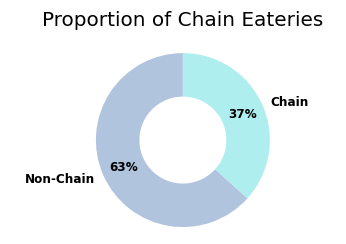 Proportion of Chain Eateries
Chain
37%
63%
Non-Chain